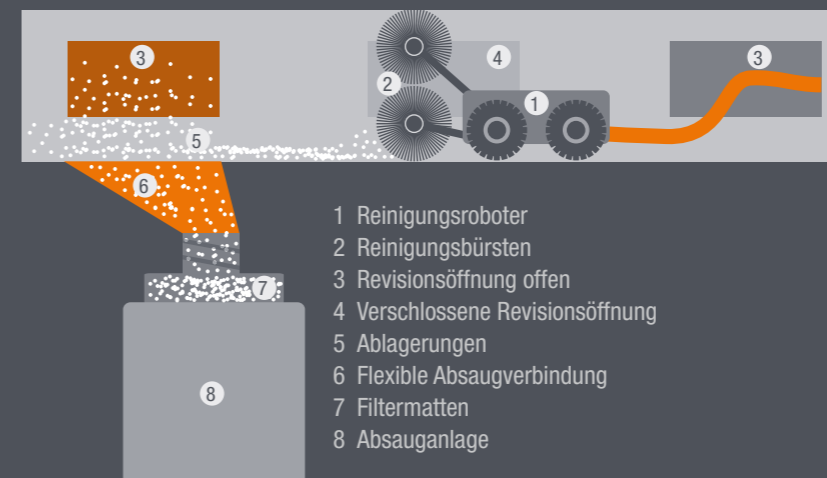 3
4
3
2
1
5
6
7
8
1 Reinigungsroboter
2 Reinigungsbürsten
3 Revisionsöffnung offen
4 Verschlossene Revisionsöffnung
5 Ablagerungen
6 Flexible Absaugverbindung
7 Filtermatten
8 Absauganlage